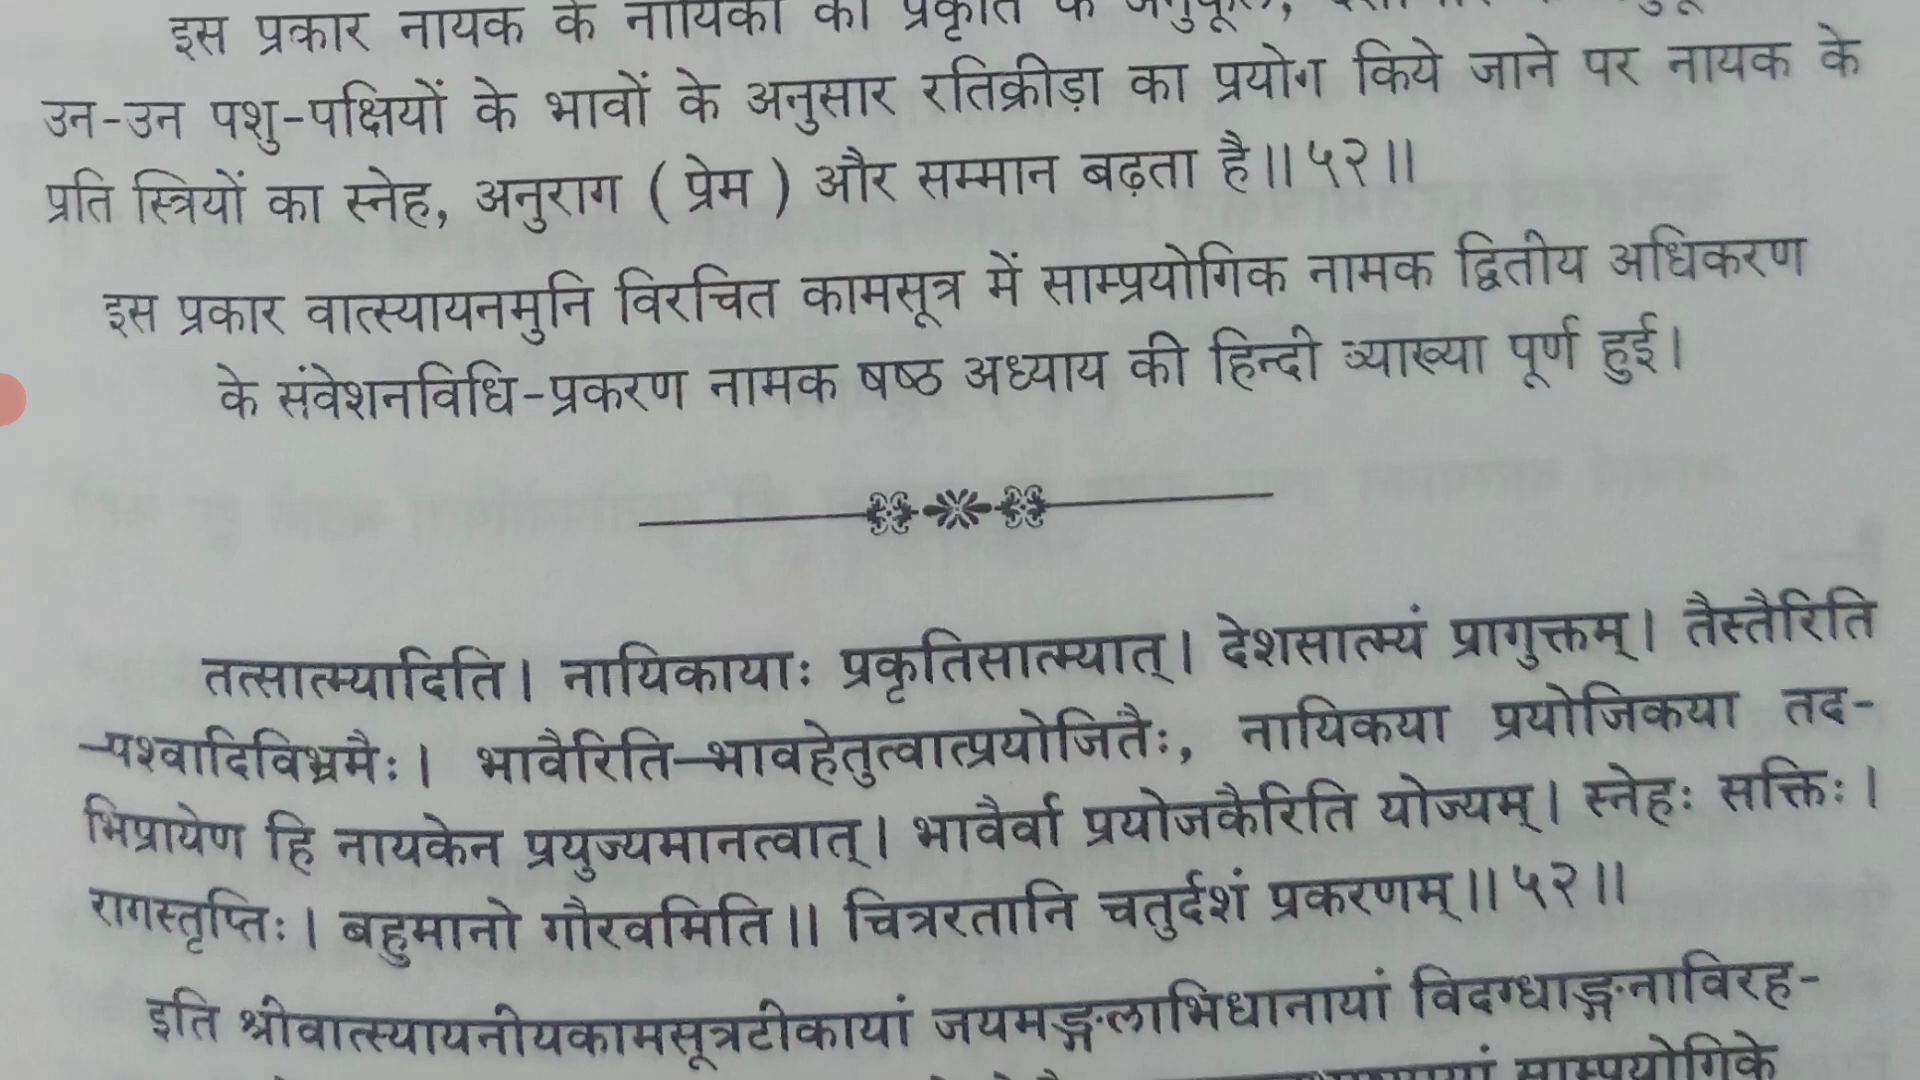 इस प्रकार नायक के नायिका की प्रकृति के अनुकूल,
उन-उन पशु-पक्षियों के भावों के अनुसार रतिक्रीड़ा का प्रयोग किये जाने पर नायक के
प्रति स्त्रियों का स्नेह, अनुराग ( प्रेम ) और सम्मान बढ़ता है॥५२॥
इस प्रकार वात्स्यायनमुनि विरचित कामसूत्र में साम्प्रयोगिक नामक द्वितीय अधिकरण
के संवेशनविधि-प्रकरण नामक षष्ठ अध्याय की हिन्दी व्याख्या पूर्ण हुई।
तत्सात्म्यादिति। नायिकायाः प्रकृतिसात्म्यात्। देशसात्म्यं प्रागुक्तम्। तैस्तैरिति
—पश्वादिविभ्रमैः। भावैरिति—भावहेतुत्वात्प्रयोजितैः, नायिकया प्रयोजिकया तद-
भिप्रायेण हि नायकेन प्रयुज्यमानत्वात्। भावैर्वा प्रयोजकैरिति योज्यम्। स्नेहः सक्तिः।
रागस्तृप्तिः। बहुमानो गौरवमिति॥ चित्ररतानि चतुर्दशं प्रकरणम्॥५२॥
इति श्रीवात्स्यायनीयकामसूत्रटीकायां जयमङ्गलाभिधानायां विदग्धाङ्गनाविरह-
साम्प्रयोगिके